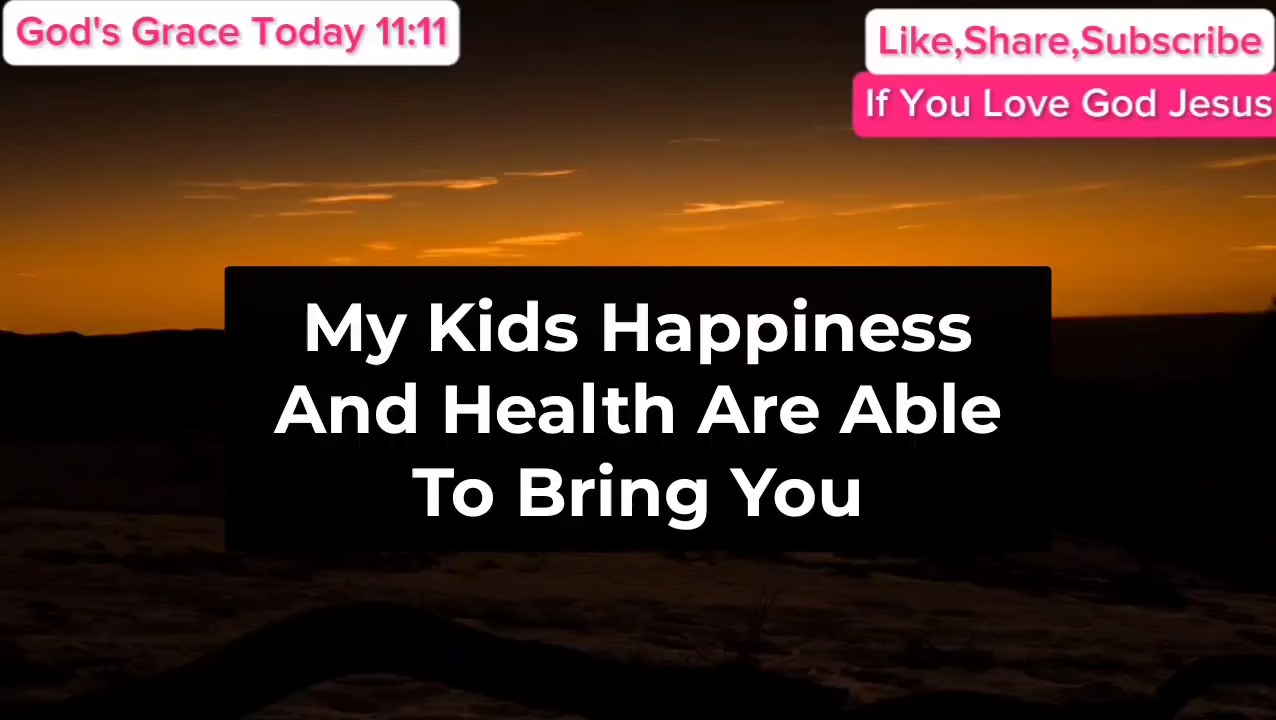 God's Grace Today 11:11
Like,Share,Subscribe
If You Love God Jesus
My Kids Happiness
And Health Are Able
To Bring You